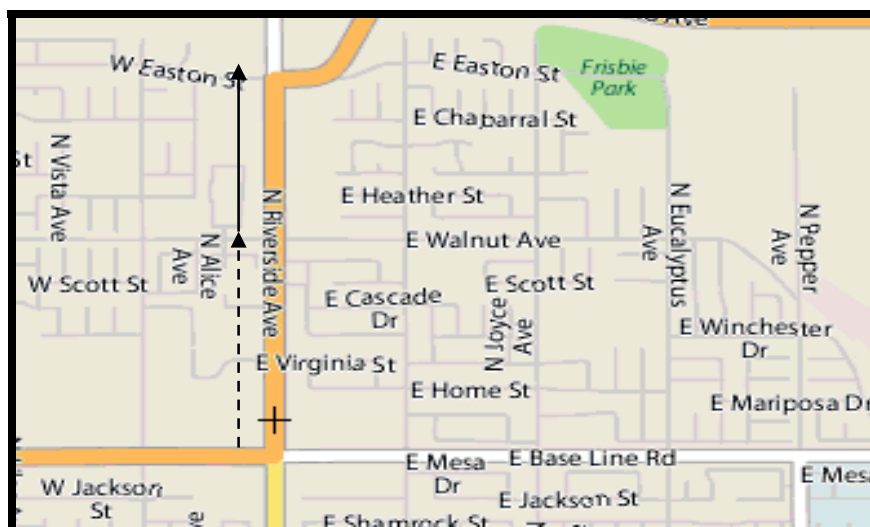 Ave
W Easton St
E Easton St
Frisbie
Park
E Chaparral St
St
N Vista Ave
E Heather St
N Riverside Ave
N Eucalyptus
Ave
N Pepper
Ave
E Walnut Ave
N Alice
Ave
W Scott St
E Cascade
Dr
E Scott St
N Joyce
Ave
E Winchester
Dr
E Virginia St
E Home St
E Mariposa Dr
E Mesa
Dr
E Base Line Rd
E Mesa
W Jackson
St
E Jackson St
E Shamrock St